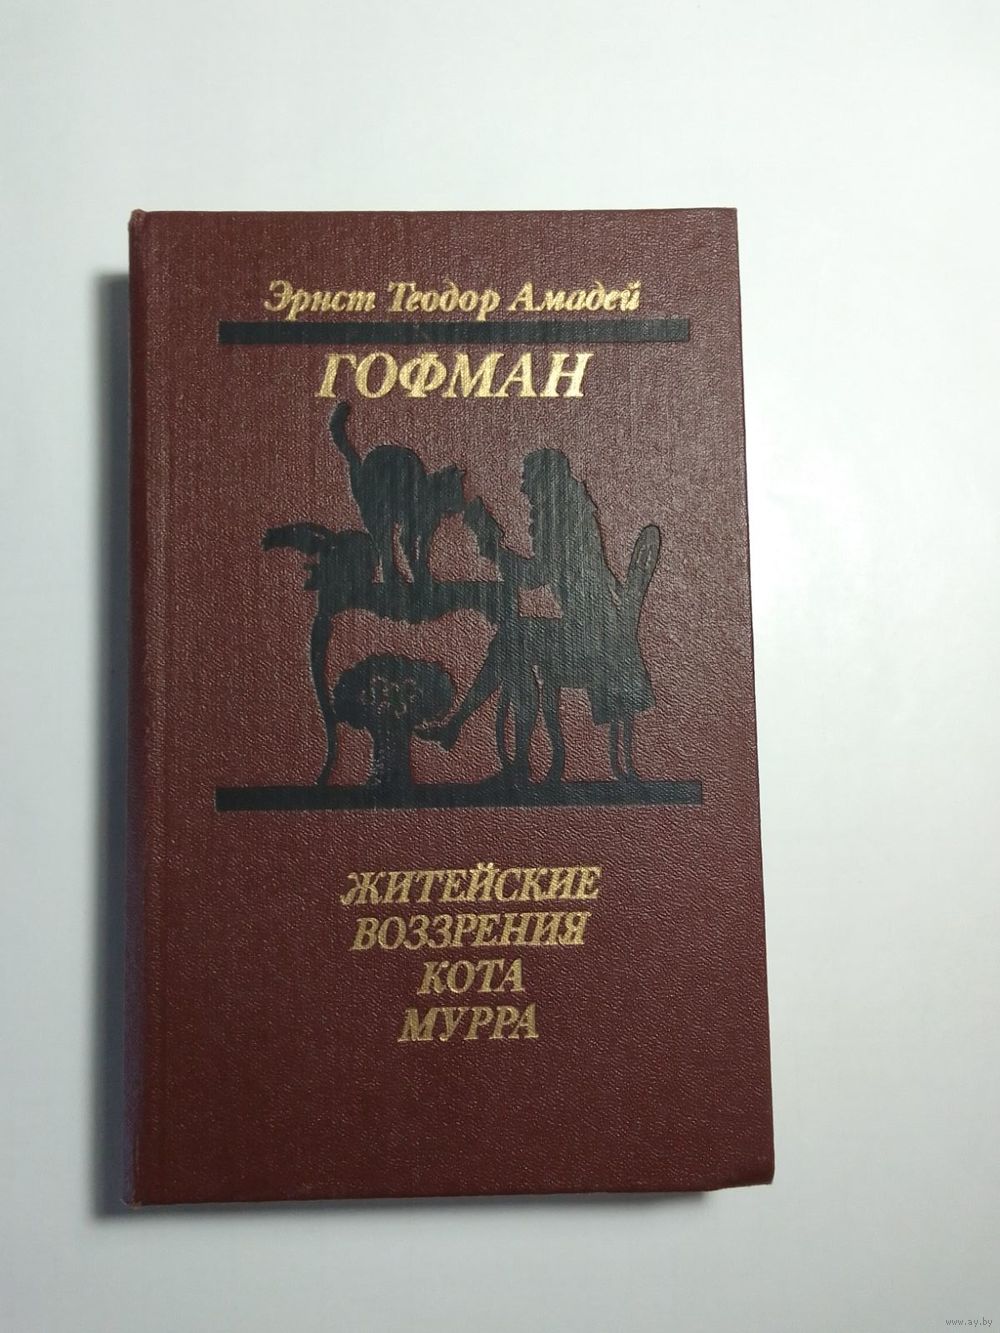 Эрнст Теодор Амадей
ГОФМАН
ЖИТЕЙСКИЕ
ВОЗЗРЕНИЯ
КОТА
МУРРА
www.ay.by